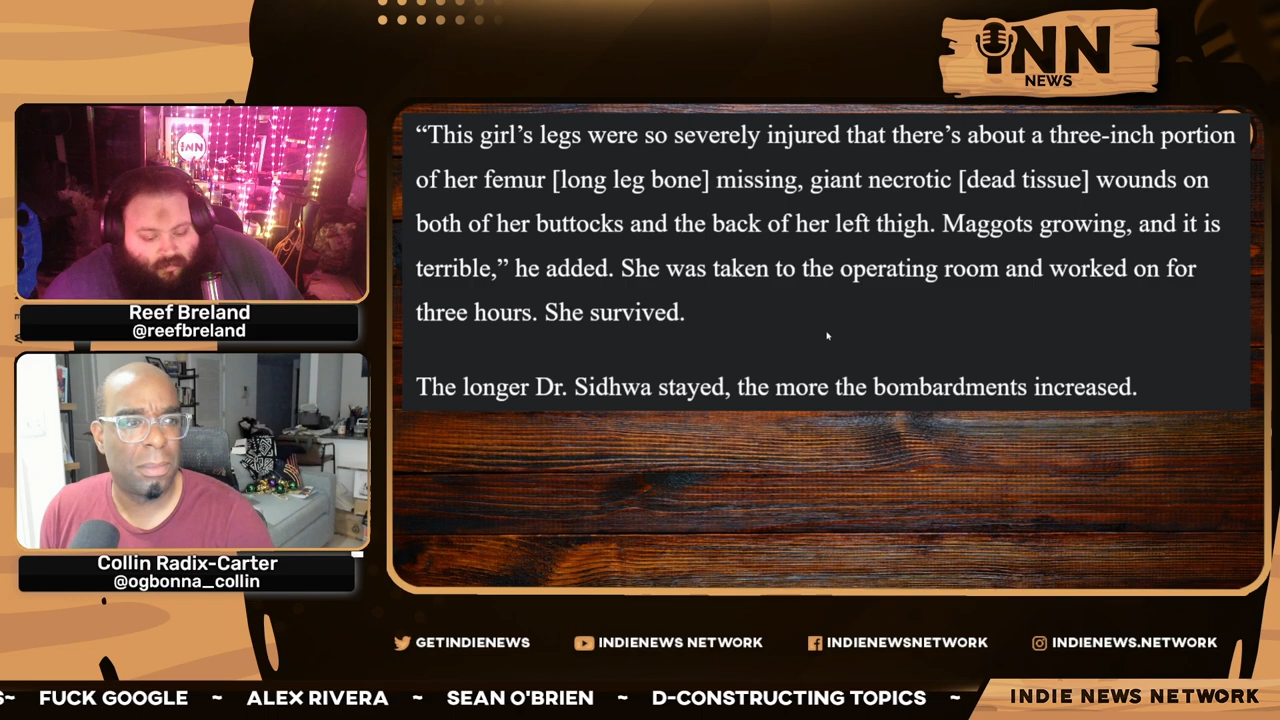 INN
NEWS
INN
“This girl’s legs were so severely injured that there’s about a three-inch portion
of her femur [long leg bone] missing, giant necrotic [dead tissue] wounds on
both of her buttocks and the back of her left thigh. Maggots growing, and it is
terrible,” he added. She was taken to the operating room and worked on for
three hours. She survived.
The longer Dr. Sidhwa stayed, the more the bombardments increased.
Reef Breland
@reefbreland
Collin Radix-Carter
@ogbonna_collin
GETINDIENEWS
INDIENEWS NETWORK
INDIENEWSNETWORK
INDIENEWS.NETWORK
S~ FUCK GOOGLE ~ ALEX RIVERA ~ SEAN O'BRIEN ~ D-CONSTRUCTING TOPICS ~
INDIE NEWS NETWORK